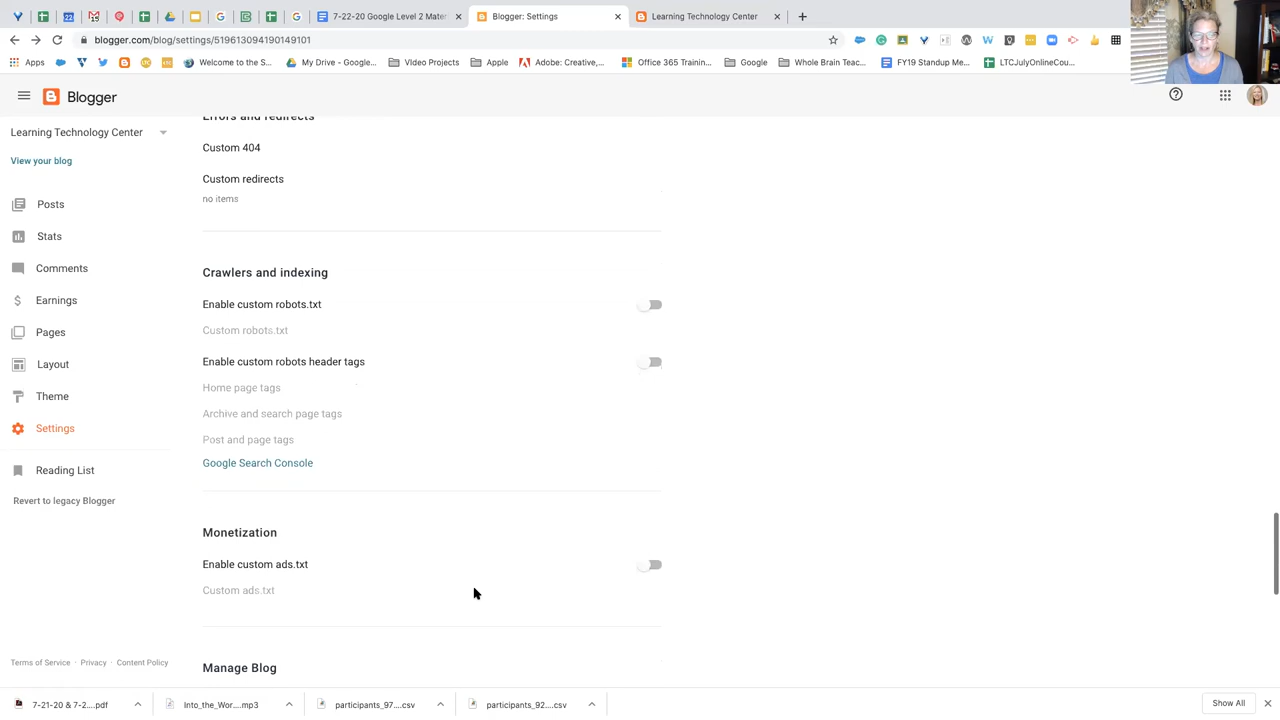 7-22-20 Google Level 2 Mater
Blogger: Settings
Learning Technology Center
blogger.com/blog/settings/519613094190149101
Apps
Welcome to the S...
My Drive - Google...
Video Projects
Apple
Adobe: Creative,...
Office 365 Trainin...
Google
Whole Brain Teac...
FY19 Standup Me...
LTCJulyOnlineCou...
Blogger
Learning Technology Center
View your blog
Posts
Stats
Comments
Earnings
Pages
Layout
Theme
Settings
Reading List
Revert to legacy Blogger
Terms of Service · Privacy · Content Policy
Errors and redirects
Custom 404
Custom redirects
no items
Crawlers and indexing
Enable custom robots.txt
Custom robots.txt
Enable custom robots header tags
Home page tags
Archive and search page tags
Post and page tags
Google Search Console
Monetization
Enable custom ads.txt
Custom ads.txt
Manage Blog
7-21-20 & 7-2....pdf
Into_the_Wor....mp3
participants_97....csv
participants_92....csv
Show All